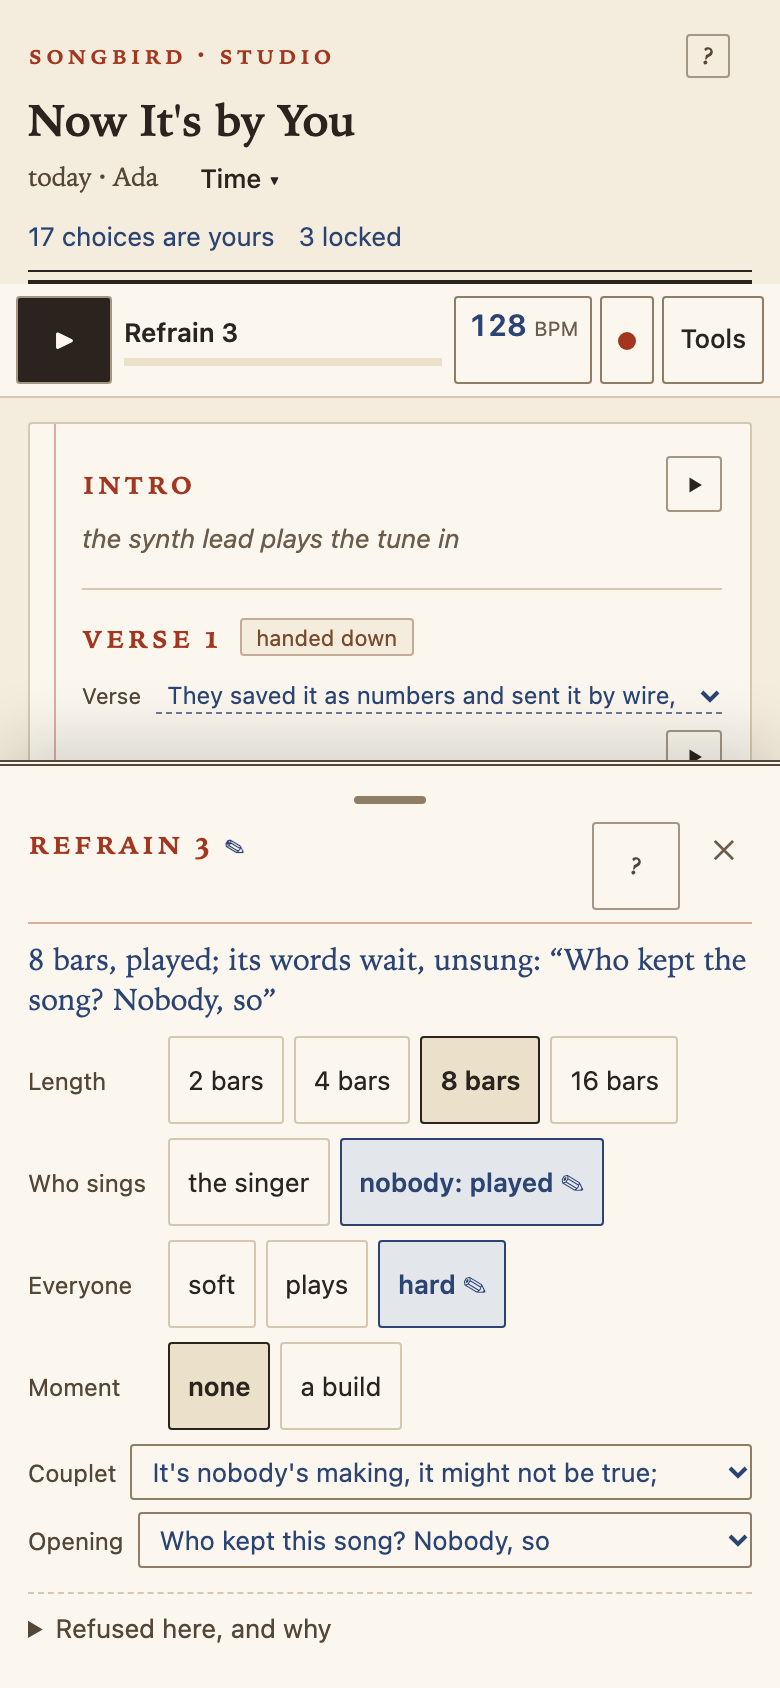 SONGBIRD · STUDIO
?
Now It's by You
today · Ada Time ▾
17 choices are yours 3 locked
Refrain 3
128 BPM
Tools
INTRO
the synth lead plays the tune in
VERSE 1 handed down
Verse They saved it as numbers and sent it by wire,
REFRAIN 3 ✎
?
8 bars, played; its words wait, unsung: “Who kept the
song? Nobody, so”
Length 2 bars 4 bars 8 bars 16 bars
Who sings the singer nobody: played ✎
Everyone soft plays hard ✎
Moment none a build
Couplet It's nobody's making, it might not be true;
Opening Who kept this song? Nobody, so
Refused here, and why